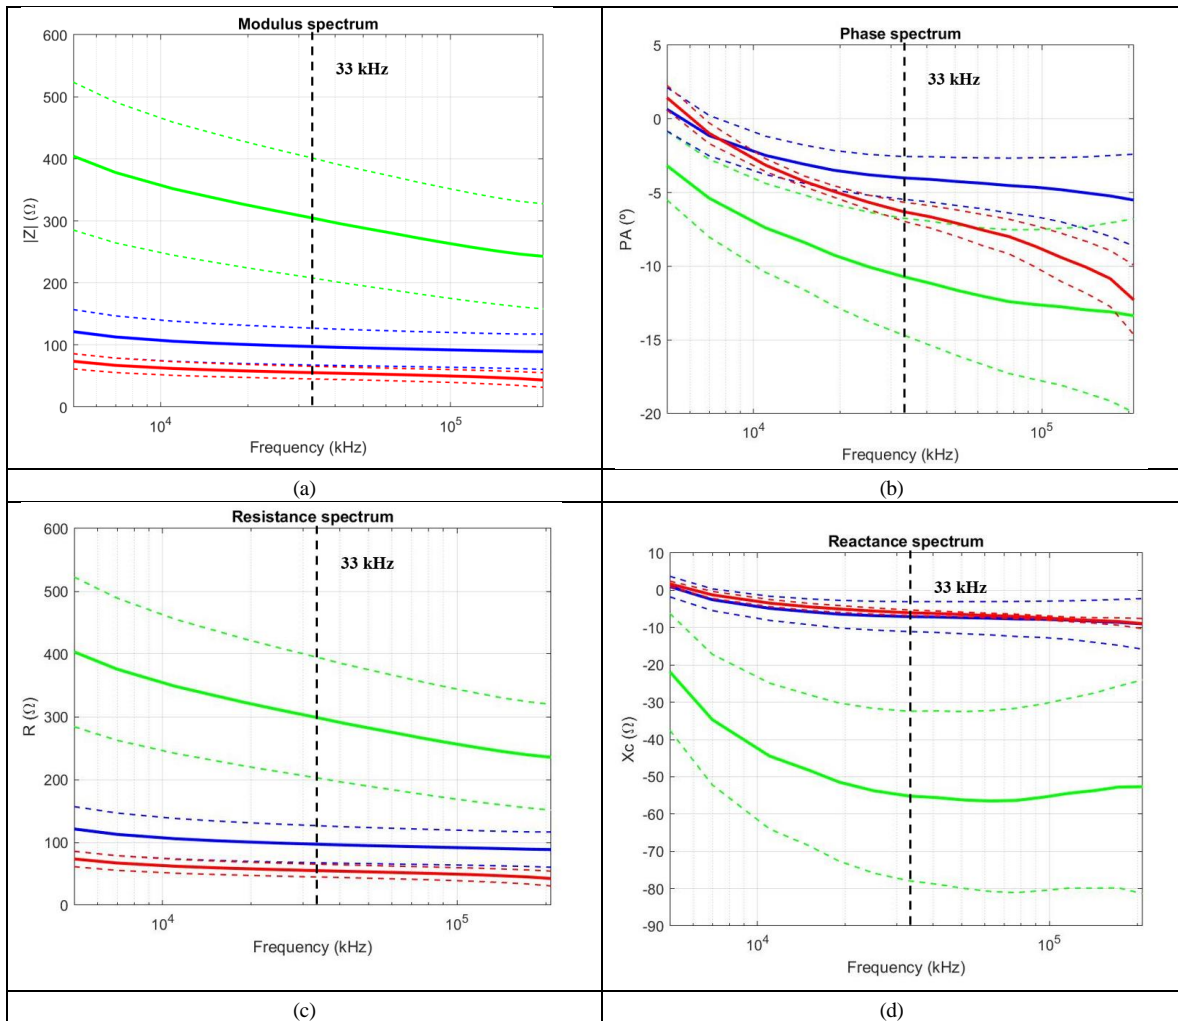 Modulus spectrum
600
500
400
300
200
100
0
|Z| (Ω)
33 kHz
10⁴
10⁵
Frequency (kHz)
(a)
Phase spectrum
5
0
-5
-10
-15
-20
PA (º)
33 kHz
10⁴
10⁵
Frequency (kHz)
(b)
Resistance spectrum
600
500
400
300
200
100
0
R (Ω)
33 kHz
10⁴
10⁵
Frequency (kHz)
(c)
Reactance spectrum
10
0
-10
-20
-30
-40
-50
-60
-70
-80
-90
Xc (Ω)
33 kHz
10⁴
10⁵
Frequency (kHz)
(d)